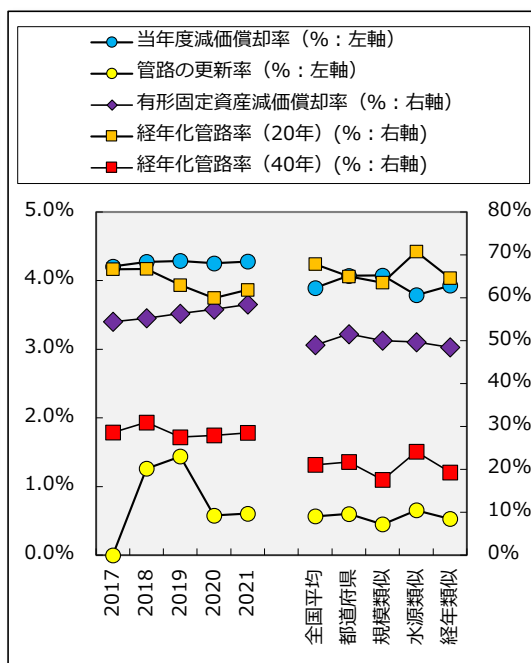 当年度減価償却率(%:左軸)
管路の更新率(%:左軸)
有形固定資産減価償却率(%:右軸)
経年化管路率(20年)(%:右軸)
経年化管路率(40年)(%:右軸)
5.0%
4.0%
3.0%
2.0%
1.0%
0.0%
80%
70%
60%
50%
40%
30%
20%
10%
0%
2017
2018
2019
2020
2021
全国平均
都道府県
規模類似
水源類似
経年類似